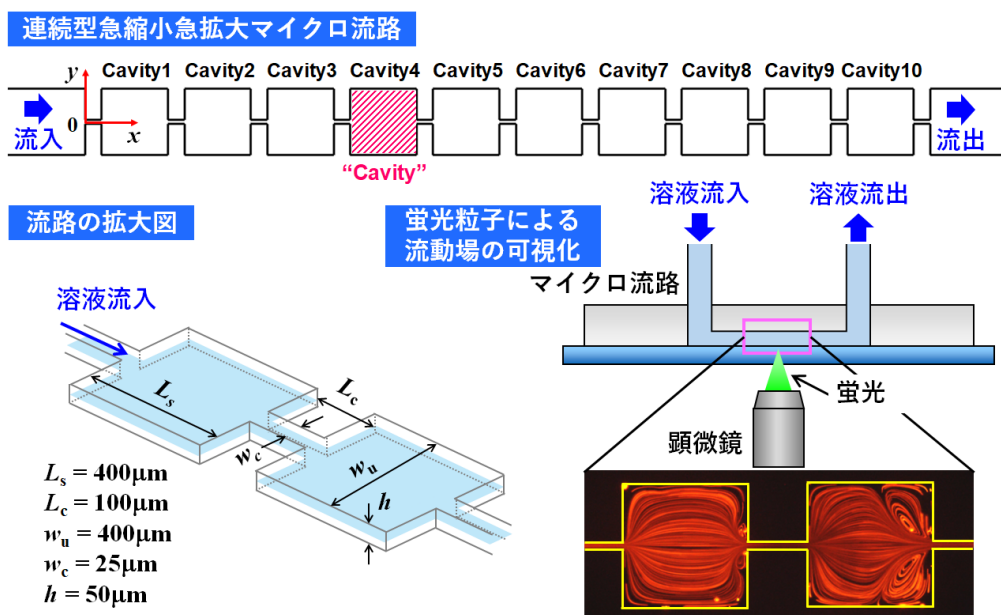 連続型急縮小急拡大マイクロ流路
Cavity1 Cavity2 Cavity3 Cavity4 Cavity5 Cavity6 Cavity7 Cavity8 Cavity9 Cavity10
y
0
x
流入
流出
“Cavity”
流路の拡大図
溶液流入
Ls
Lc
wc
wu
h
Ls = 400μm
Lc = 100μm
wu = 400μm
wc = 25μm
h = 50μm
蛍光粒子による
流動場の可視化
溶液流入
溶液流出
マイクロ流路
蛍光
顕微鏡